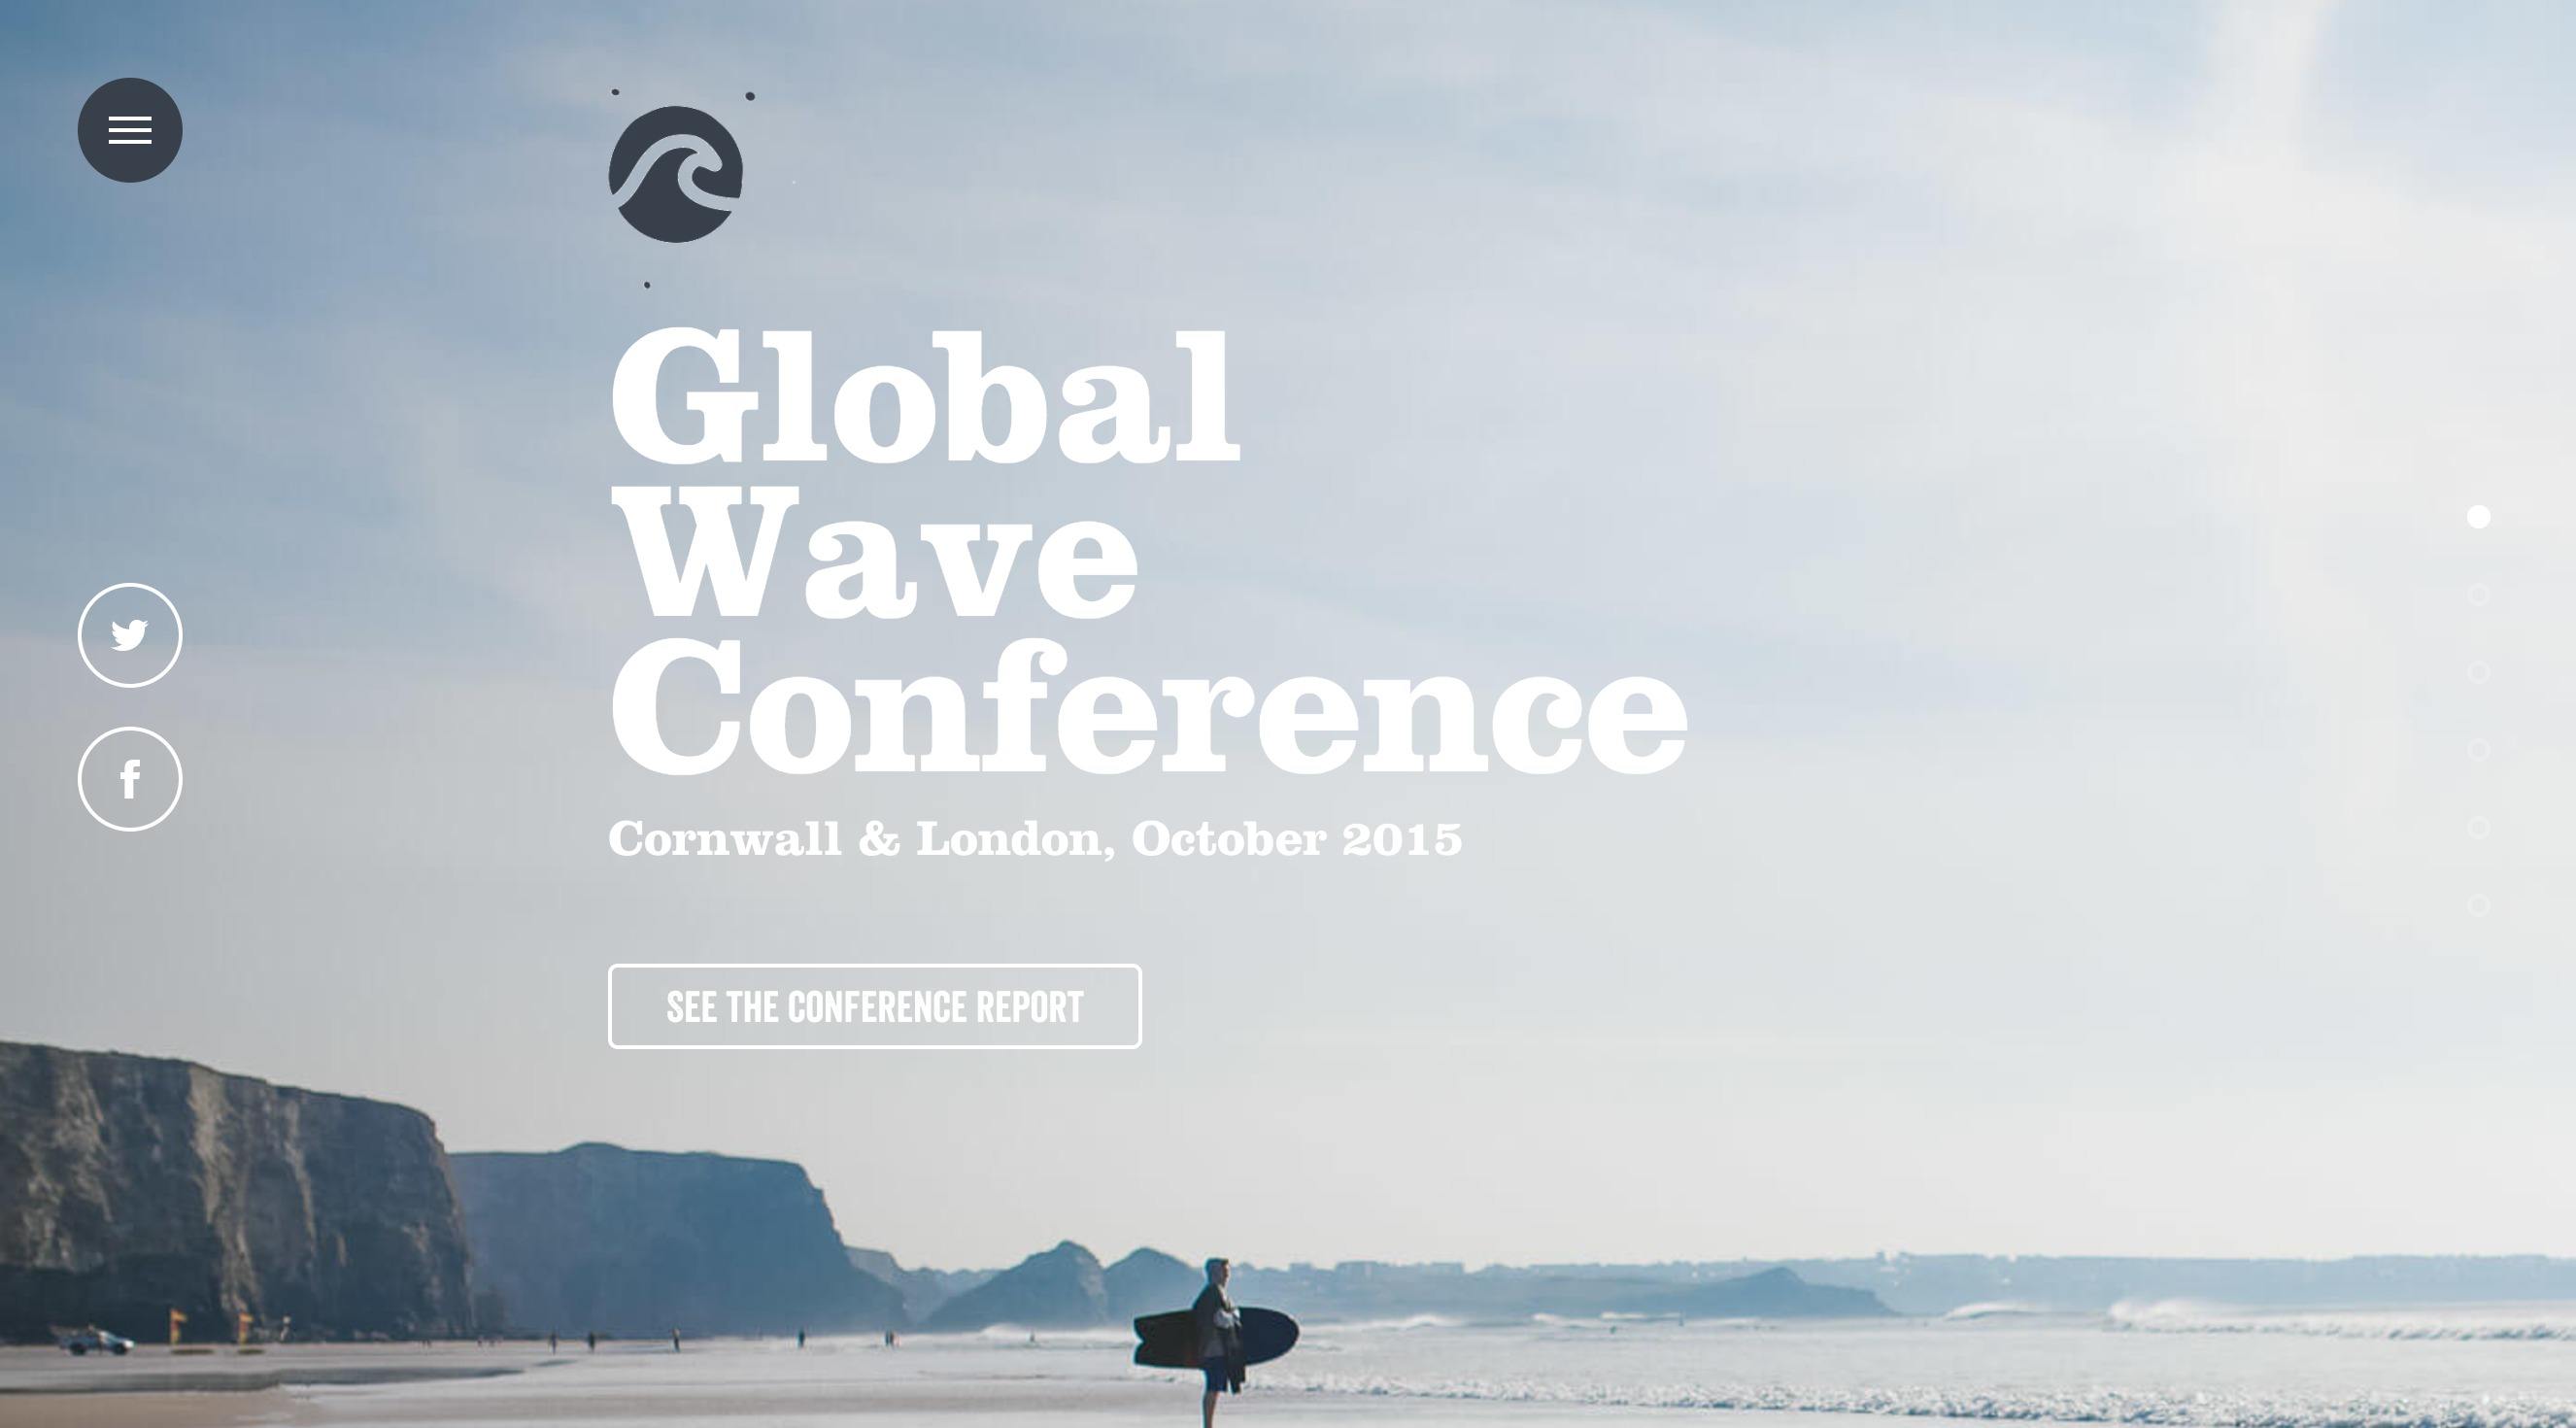 Global
Wave
Conference
Cornwall & London, October 2015
SEE THE CONFERENCE REPORT